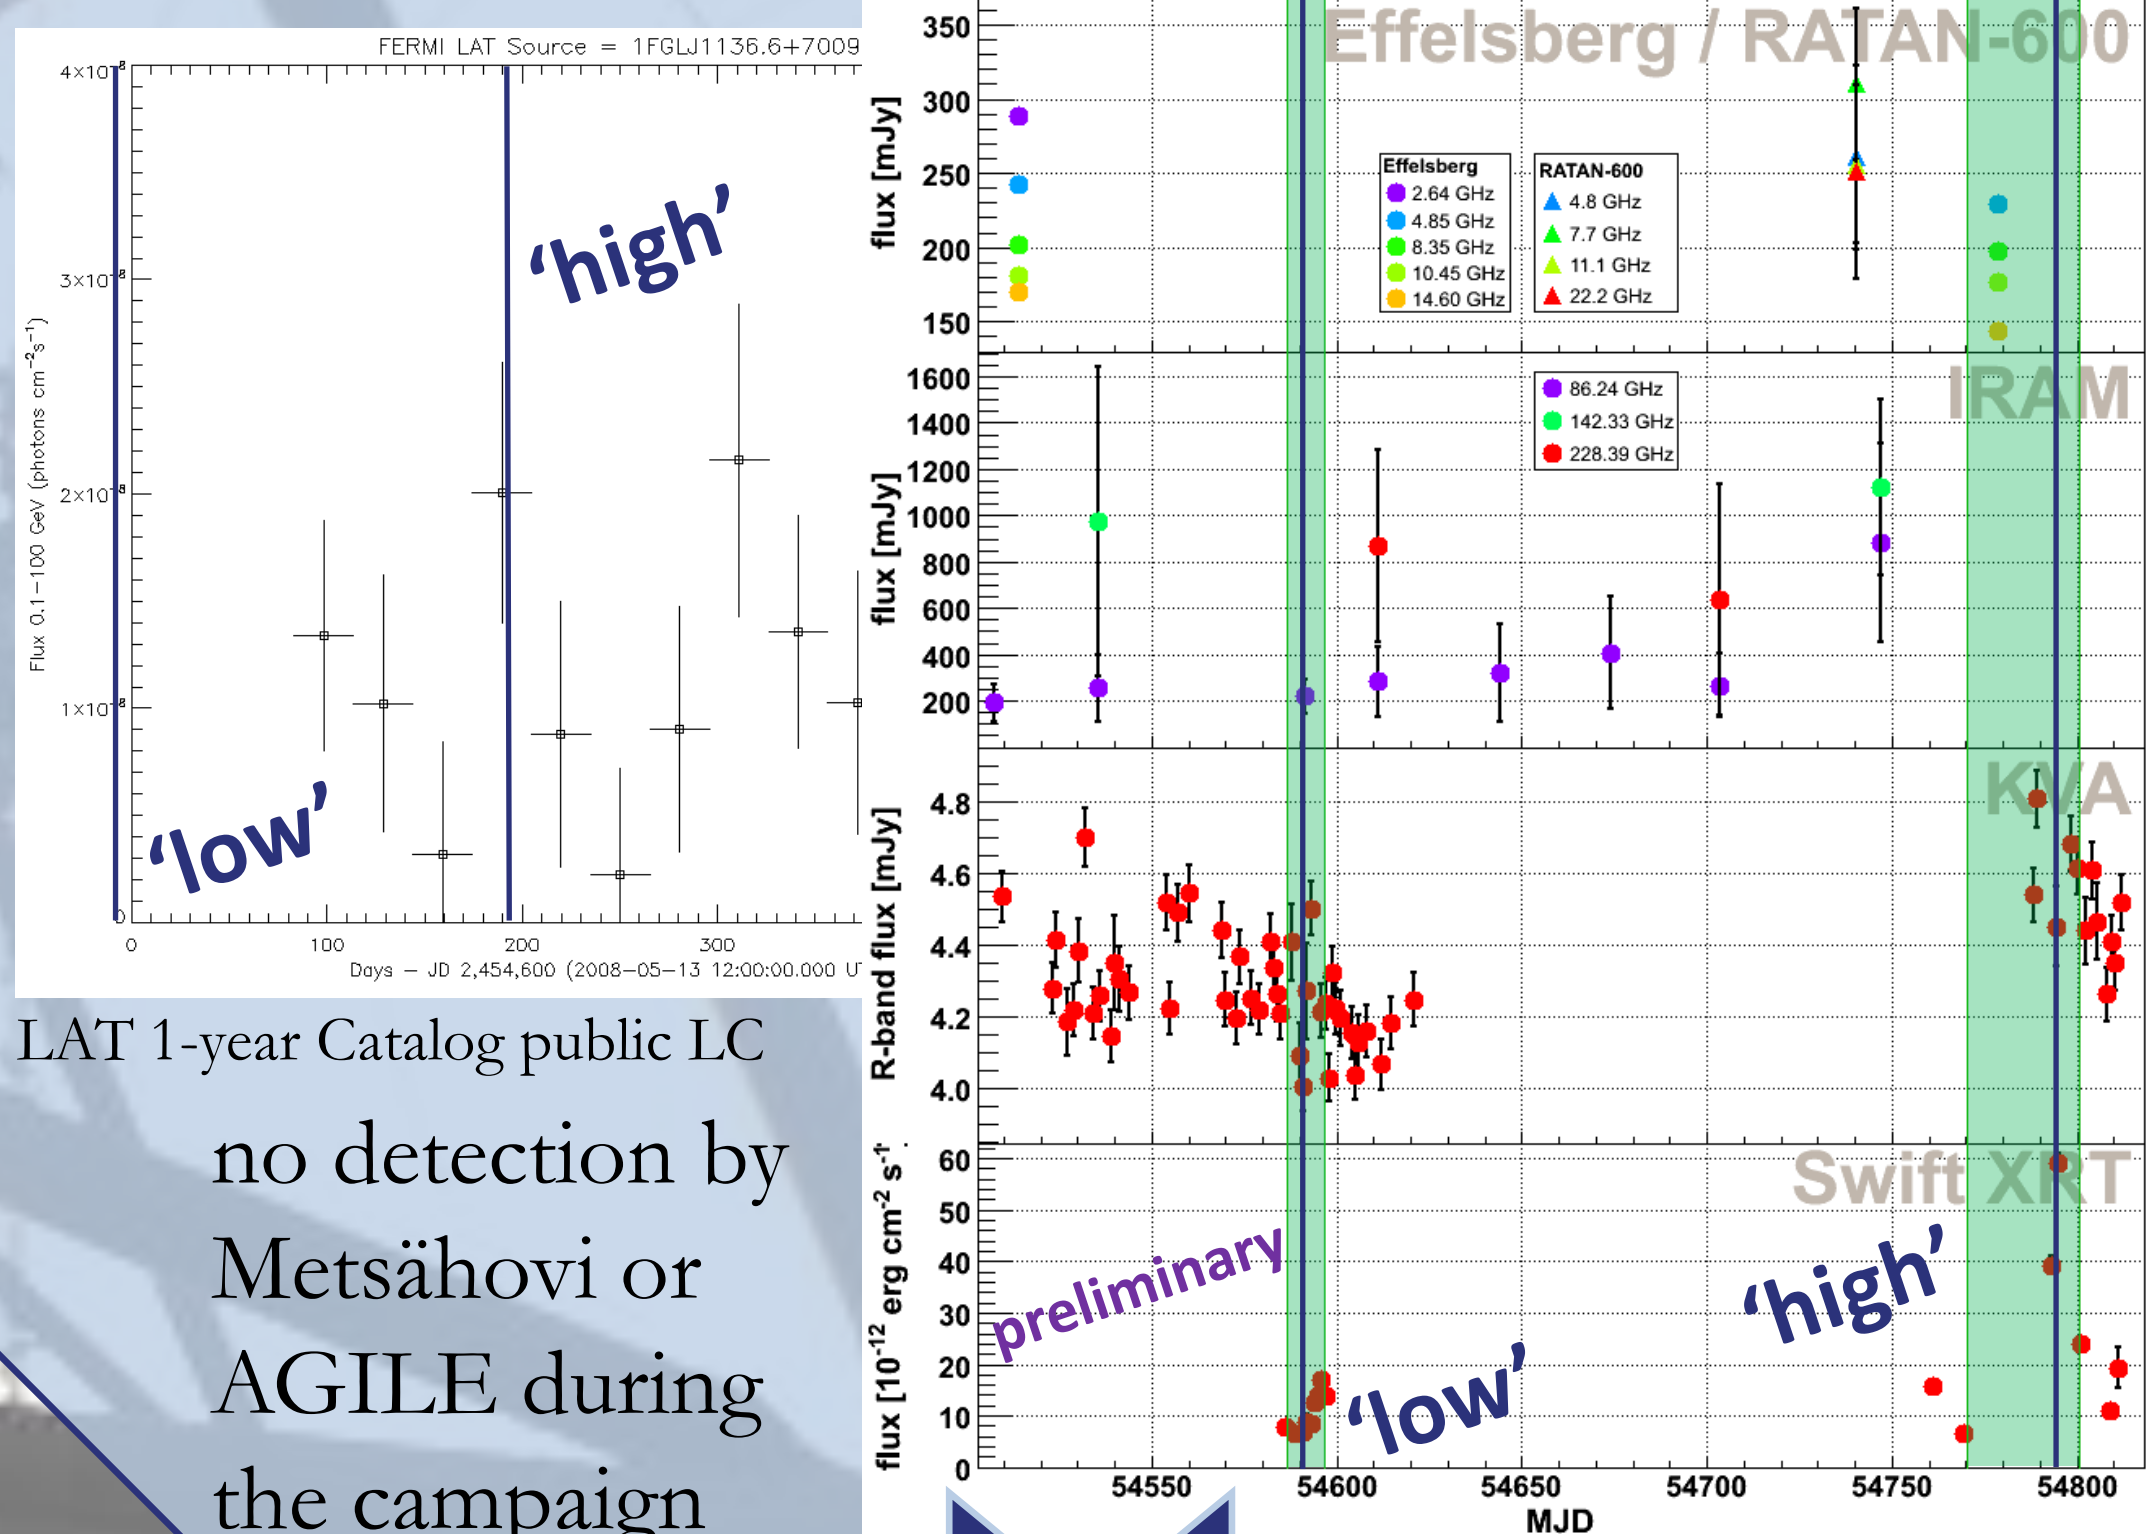 FERMI LAT Source = 1FGLJ1136.6+7009
4×10⁻⁸
3×10⁻⁸
2×10⁻⁸
1×10⁻⁸
0
Flux 0.1-100 GeV (photons cm⁻²s⁻¹)
‘high’
‘low’
0 100 200 300
Days - JD 2,454,600 (2008-05-13 12:00:00.000 UT
LAT 1-year Catalog public LC
no detection by
Metsähovi or
AGILE during
the campaign
Effelsberg / RATAN-600
flux [mJy]
350
300
250
200
150
Effelsberg
2.64 GHz
4.85 GHz
8.35 GHz
10.45 GHz
14.60 GHz
RATAN-600
4.8 GHz
7.7 GHz
11.1 GHz
22.2 GHz
IRAM
flux [mJy]
1600
1400
1200
1000
800
600
400
200
86.24 GHz
142.33 GHz
228.39 GHz
KVA
R-band flux [mJy]
4.8
4.6
4.4
4.2
4.0
Swift XRT
flux [10⁻¹² erg cm⁻² s⁻¹
60
50
40
30
20
10
0
preliminary
‘low’
‘high’
54550 54600 54650 54700 54750 54800
MJD